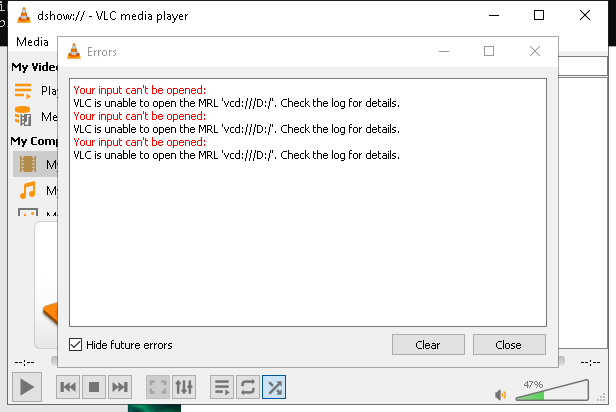 dshow:// - VLC media player
Media
Errors
My Vide
Pla
Me
My Comp
My
My
M
Your input can't be opened:
VLC is unable to open the MRL 'vcd:///D:/'. Check the log for details.
Your input can't be opened:
VLC is unable to open the MRL 'vcd:///D:/'. Check the log for details.
Your input can't be opened:
VLC is unable to open the MRL 'vcd:///D:/'. Check the log for details.
Hide future errors
Clear
Close
--:--
--:--
47%